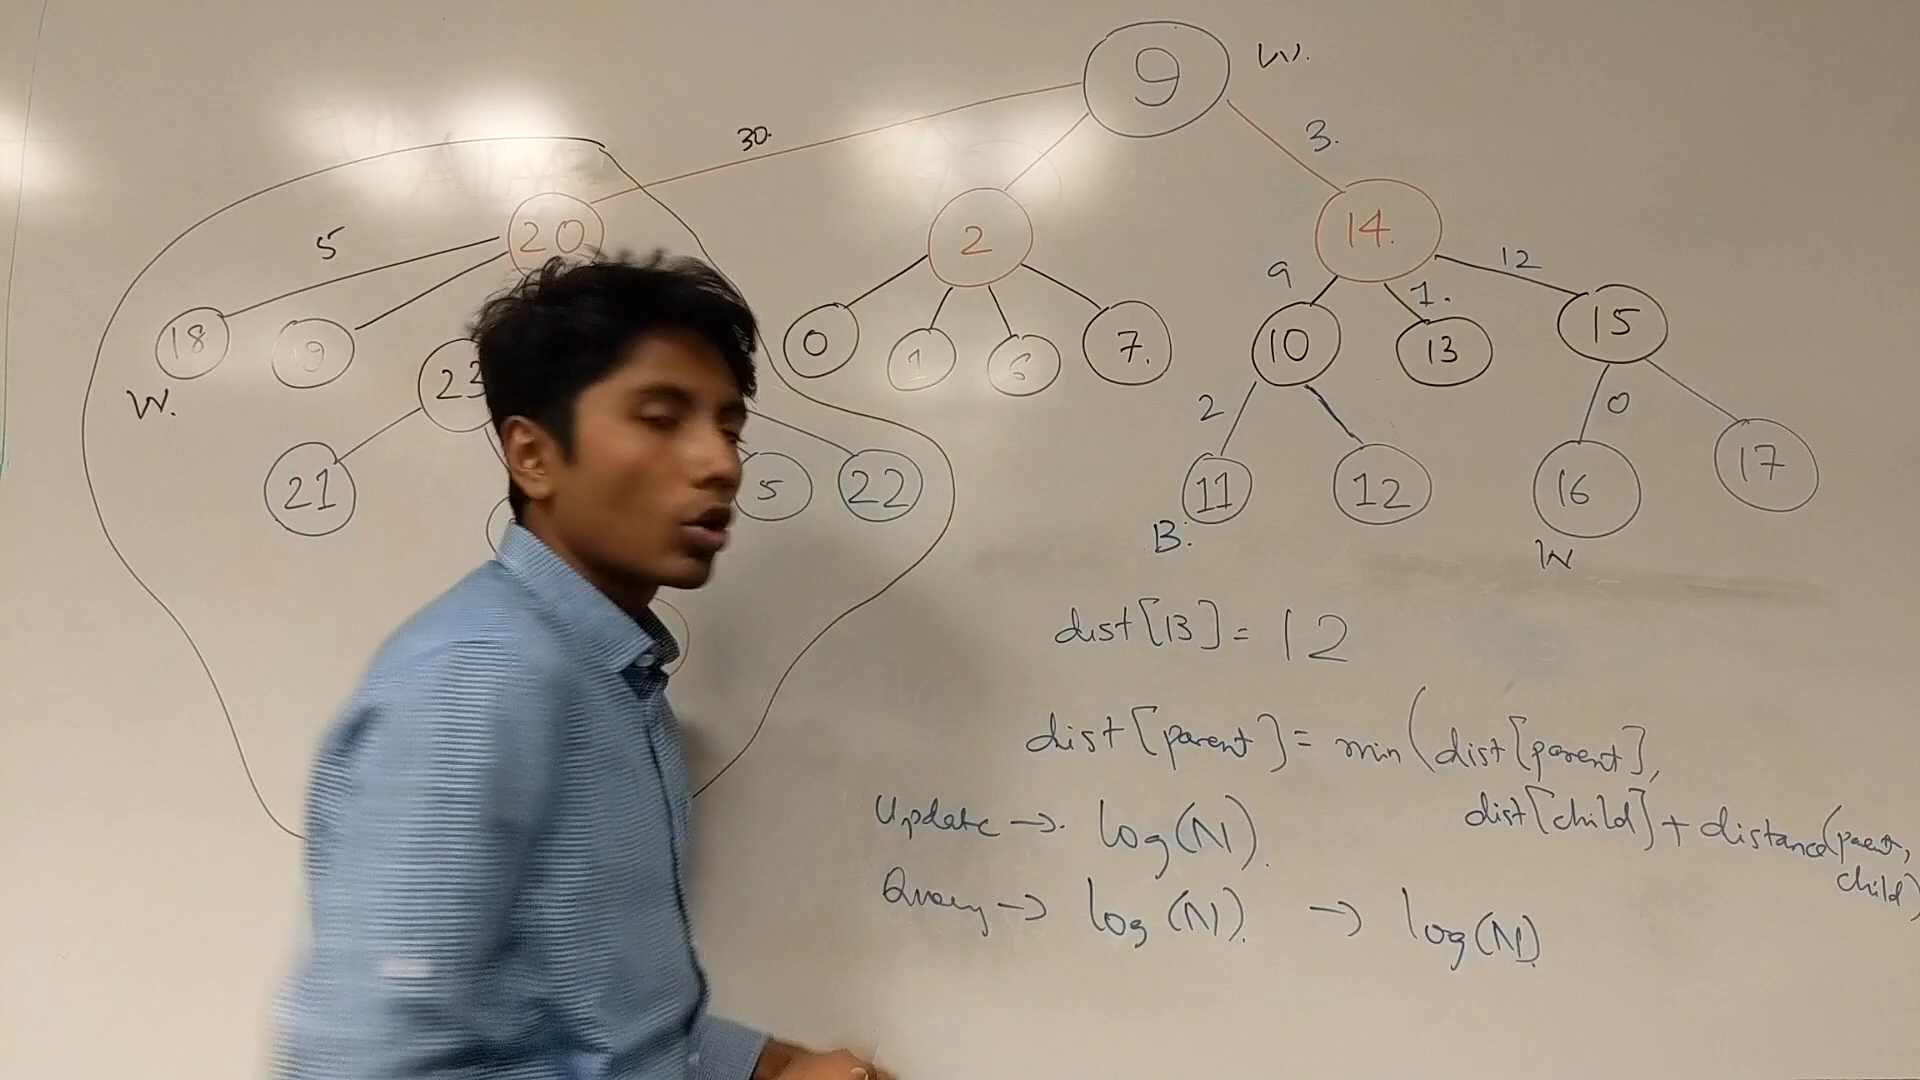 9 W.
30. 3.
20 2 14.
5 9 1. 12
18 19 23 0 1 6 7. 10 13 15
W. 2 0
21 5 22 11 12 16 17
B. W
dist[13] = 12
dist[parent] = min(dist[parent],
dist[child] + distance(parent,
child)
Update → log(N).
Query → log(N). → log(N).